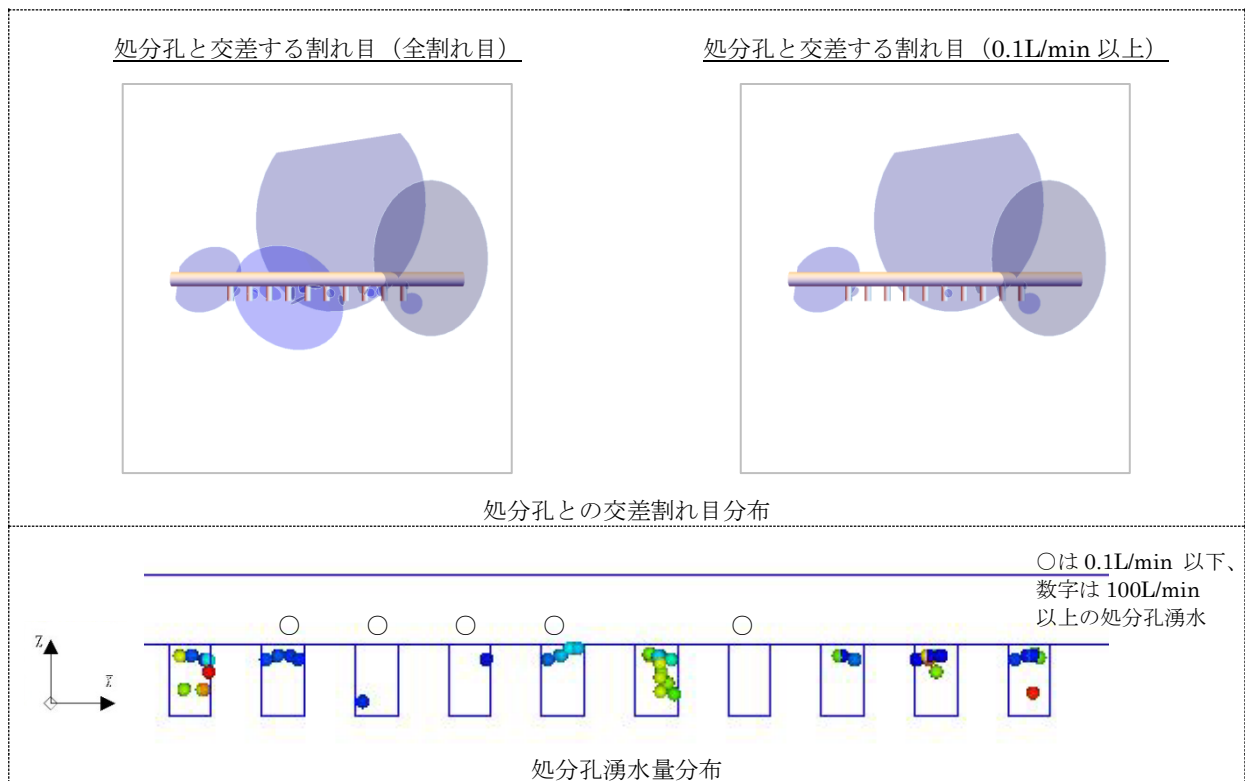 処分孔と交差する割れ目（全割れ目）
処分孔と交差する割れ目（0.1L/min 以上）
処分孔との交差割れ目分布
○は 0.1L/min 以下、
数字は 100L/min
以上の処分孔湧水
○ ○ ○ ○ ○
Z
処分孔湧水量分布